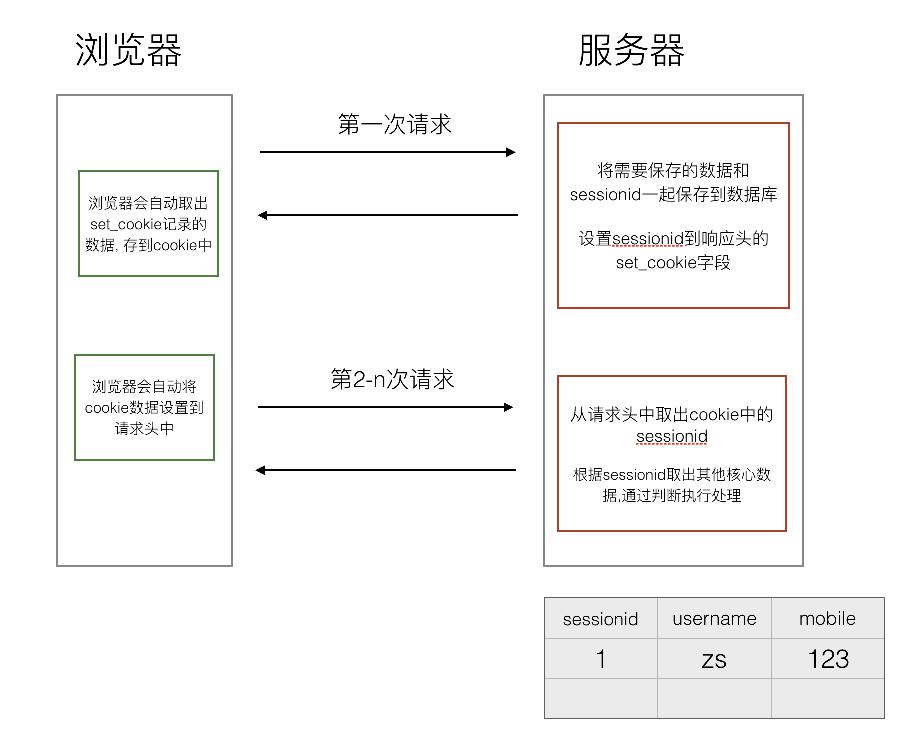 浏览器
服务器
第一次请求
将需要保存的数据和
sessionid一起保存到数据库
设置sessionid到响应头的
set_cookie字段
浏览器会自动取出
set_cookie记录的
数据, 存到cookie中
第2-n次请求
浏览器会自动将
cookie数据设置到
请求头中
从请求头中取出cookie中的
sessionid
根据sessionid取出其他核心数
据,通过判断执行处理
sessionid username mobile
1 zs 123